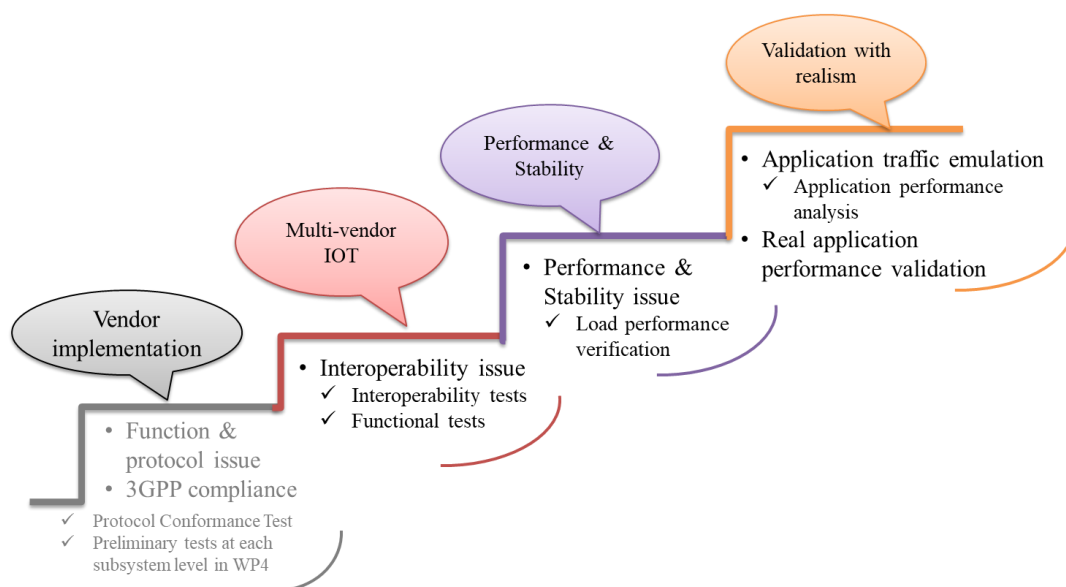 Vendor
implementation
• Function &
protocol issue
• 3GPP compliance
✓ Protocol Conformance Test
✓ Preliminary tests at each
subsystem level in WP4
Multi-vendor
IOT
• Interoperability issue
✓ Interoperability tests
✓ Functional tests
Performance &
Stability
• Performance &
Stability issue
✓ Load performance
verification
Validation with
realism
• Application traffic emulation
✓ Application performance
analysis
• Real application
performance validation